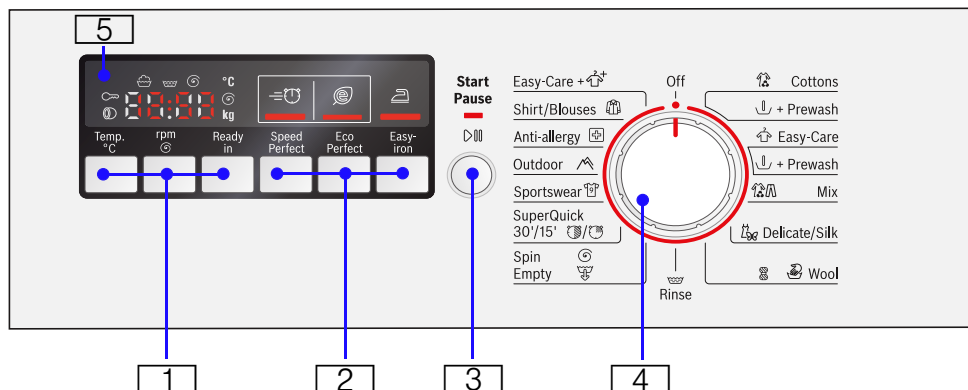 5
°C
kg
Temp.
°C
rpm
Ready
in
Speed
Perfect
Eco
Perfect
Easy-
iron
Start
Pause
Easy-Care +
Shirt/Blouses
Anti-allergy
Outdoor
Sportswear
SuperQuick
30'/15'
Spin
Empty
Off
Rinse
Cottons
+ Prewash
Easy-Care
+ Prewash
Mix
Delicate/Silk
Wool
1
2
3
4